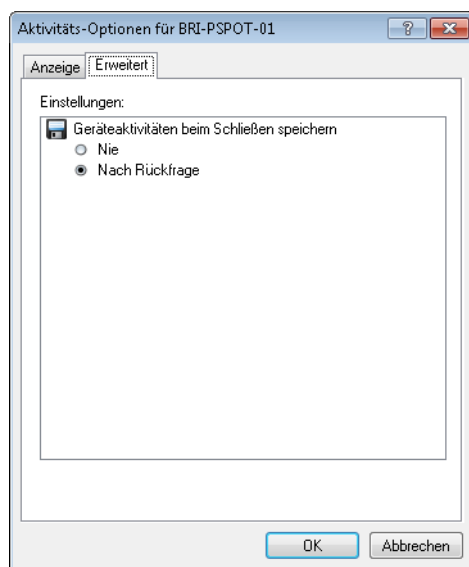 Aktivitäts-Optionen für BRI-PSPOT-01
Anzeige
Erweitert
Einstellungen:
Geräteaktivitäten beim Schließen speichern
Nie
Nach Rückfrage
OK
Abbrechen